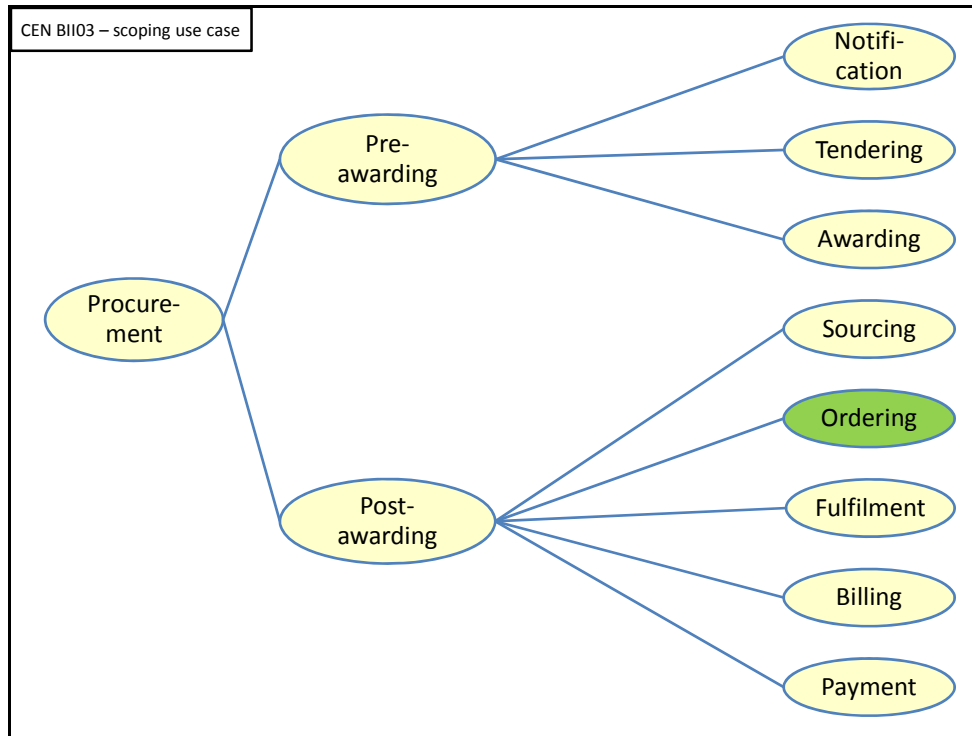 CEN BII03 – scoping use case
Notifi-
cation
Pre-
awarding
Tendering
Awarding
Procure-
ment
Sourcing
Ordering
Post-
awarding
Fulfilment
Billing
Payment